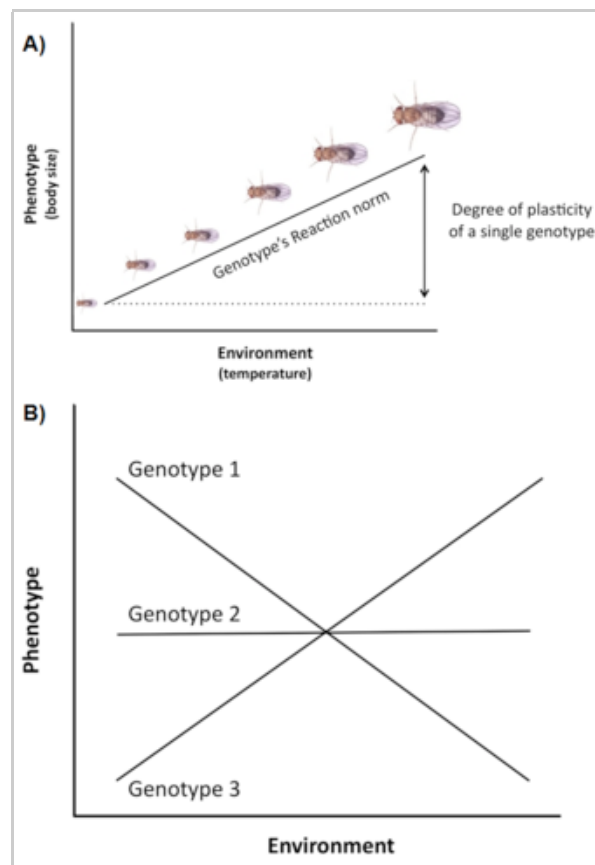 A)
Phenotype
(body size)
Genotype's Reaction norm
Degree of plasticity
of a single genotype
Environment
(temperature)
B)
Genotype 1
Genotype 2
Genotype 3
Phenotype
Environment